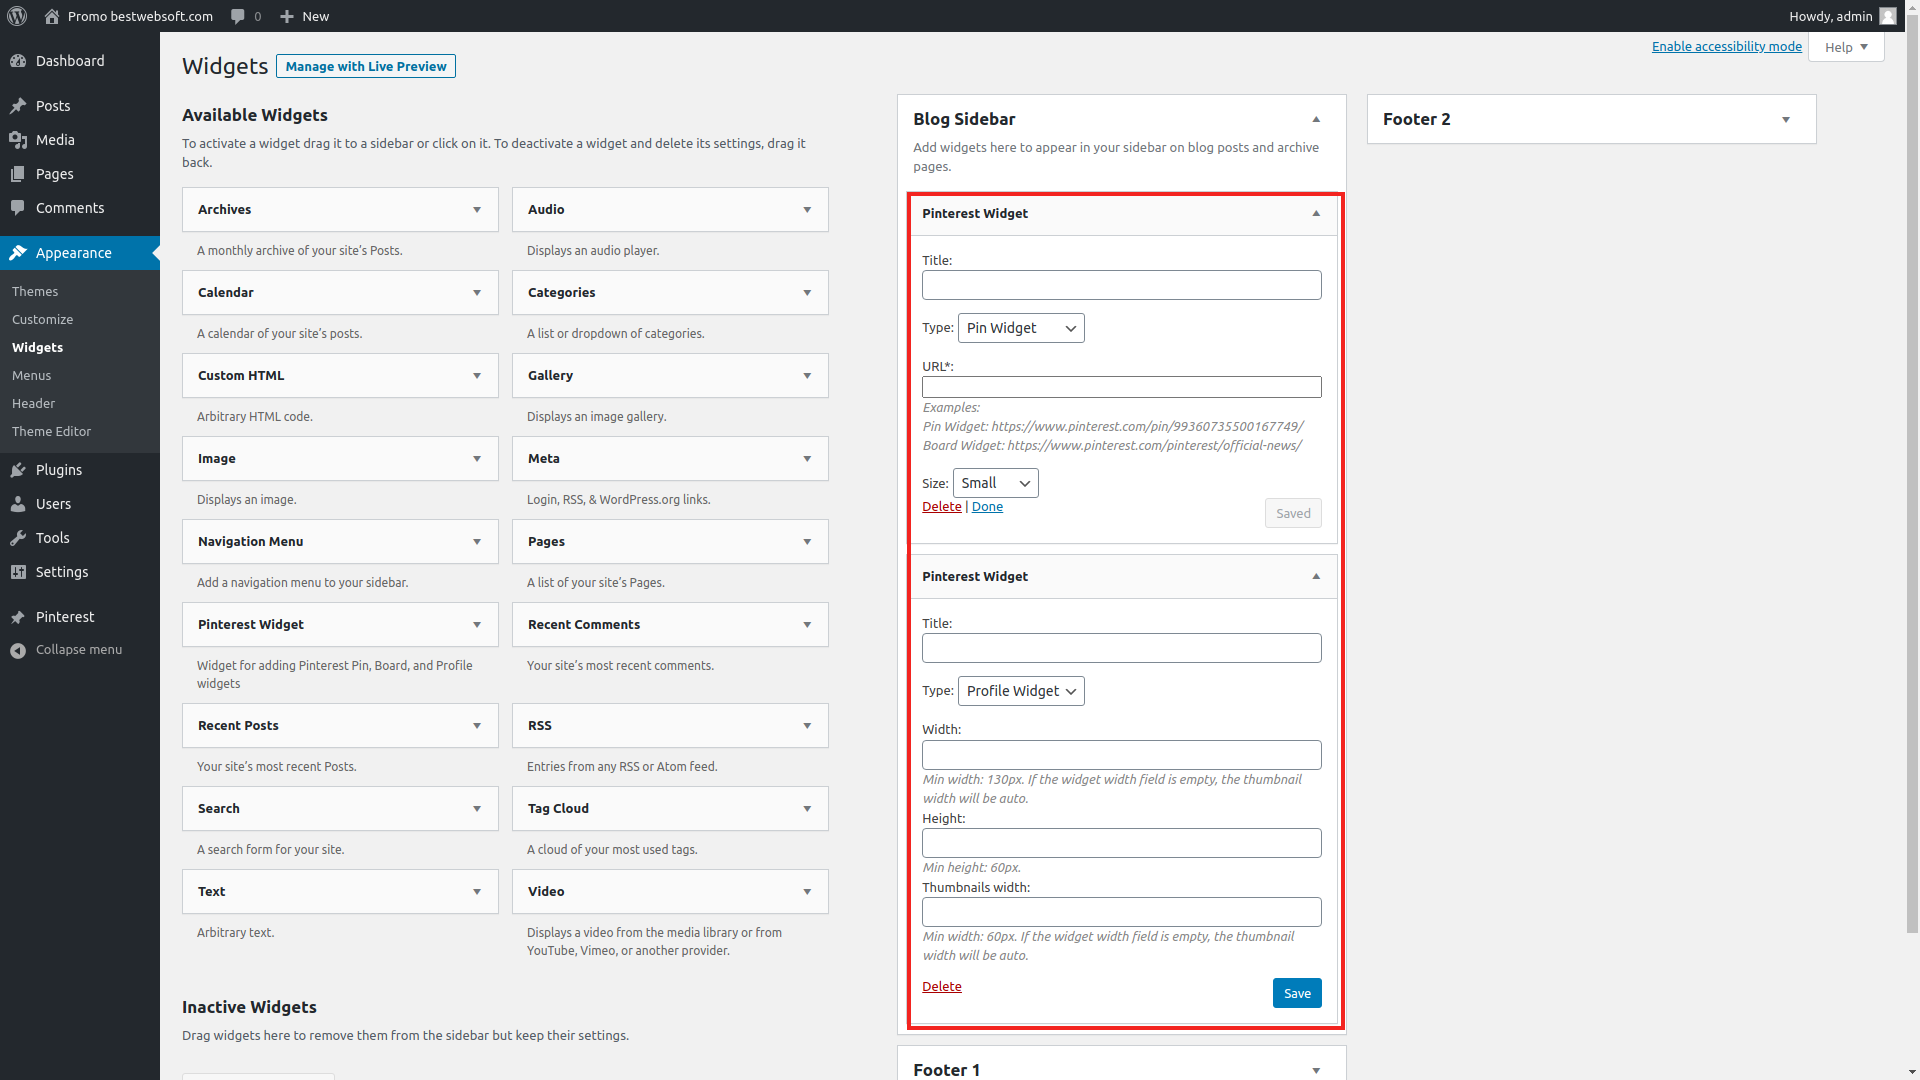 Promo bestwebsoft.com
0
New
Howdy, admin
Dashboard
Posts
Media
Pages
Comments
Appearance
Themes
Customize
Widgets
Menus
Header
Theme Editor
Plugins
Users
Tools
Settings
Pinterest
Collapse menu
Widgets
Manage with Live Preview
Enable accessibility mode
Help
Available Widgets
To activate a widget drag it to a sidebar or click on it. To deactivate a widget and delete its settings, drag it
back.
Archives
A monthly archive of your site’s Posts.
Audio
Displays an audio player.
Calendar
A calendar of your site’s posts.
Categories
A list or dropdown of categories.
Custom HTML
Arbitrary HTML code.
Gallery
Displays an image gallery.
Image
Displays an image.
Meta
Login, RSS, & WordPress.org links.
Navigation Menu
Add a navigation menu to your sidebar.
Pages
A list of your site’s Pages.
Pinterest Widget
Widget for adding Pinterest Pin, Board, and Profile
widgets
Recent Comments
Your site’s most recent comments.
Recent Posts
Your site’s most recent Posts.
RSS
Entries from any RSS or Atom feed.
Search
A search form for your site.
Tag Cloud
A cloud of your most used tags.
Text
Arbitrary text.
Video
Displays a video from the media library or from
YouTube, Vimeo, or another provider.
Inactive Widgets
Drag widgets here to remove them from the sidebar but keep their settings.
Blog Sidebar
Add widgets here to appear in your sidebar on blog posts and archive
pages.
Pinterest Widget
Title:
Type: Pin Widget
URL*:
Examples:
Pin Widget: https://www.pinterest.com/pin/99360735500167749/
Board Widget: https://www.pinterest.com/pinterest/official-news/
Size: Small
Delete | Done
Saved
Pinterest Widget
Title:
Type: Profile Widget
Width:
Min width: 130px. If the widget width field is empty, the thumbnail
width will be auto.
Height:
Min height: 60px.
Thumbnails width:
Min width: 60px. If the widget width field is empty, the thumbnail
width will be auto.
Delete
Save
Footer 1
Footer 2